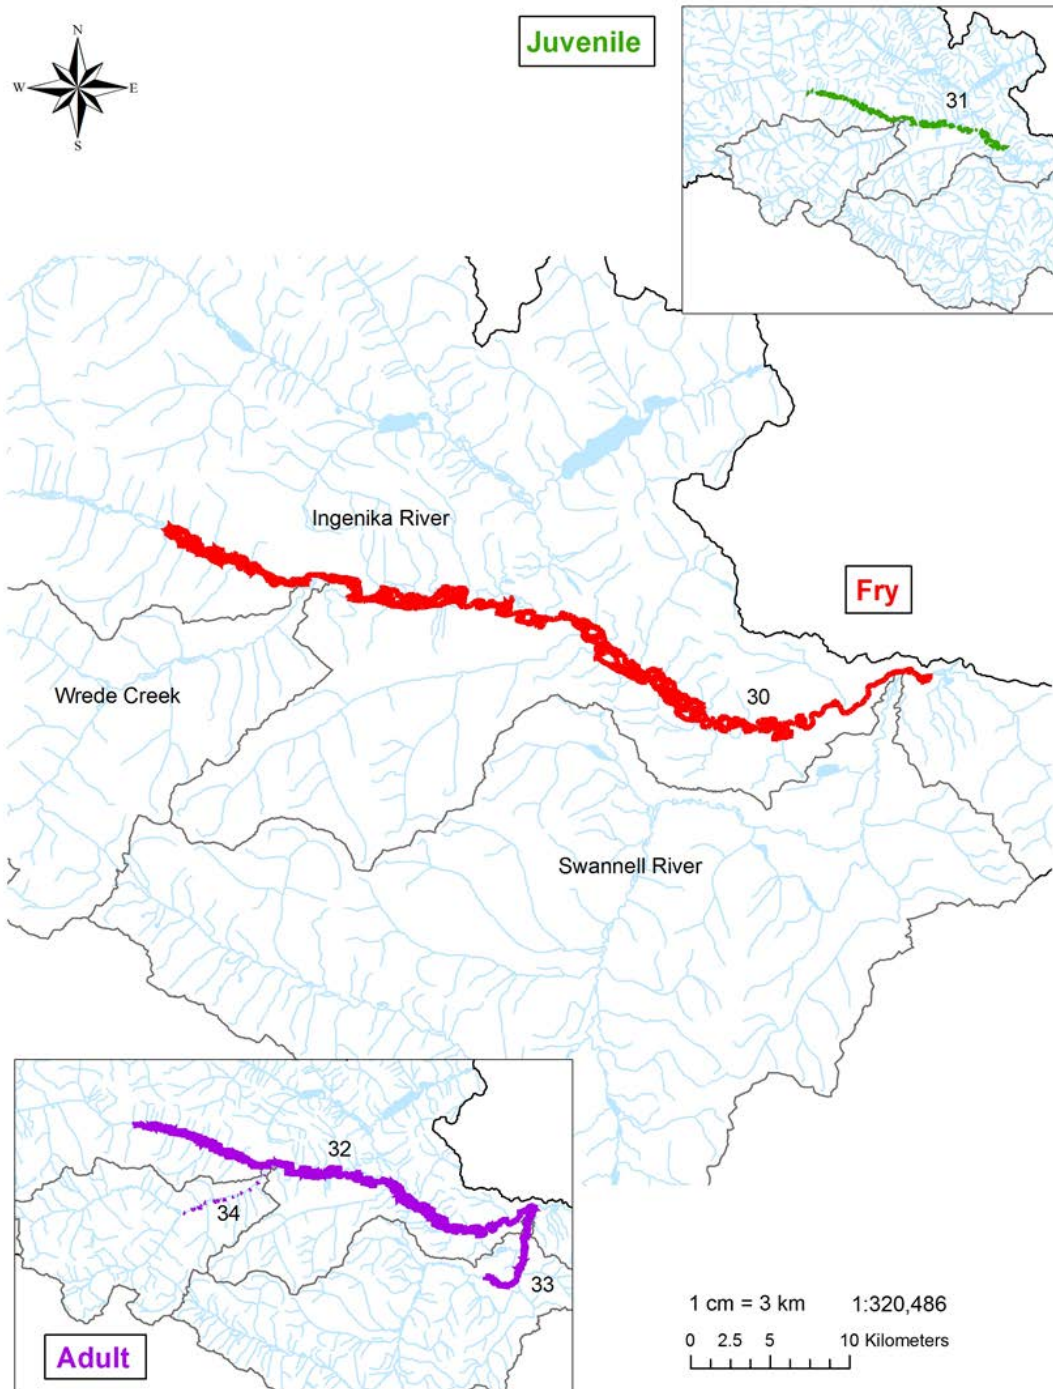 N
W E
S
Juvenile
31
Ingenika River
Fry
Wrede Creek
30
Swannell River
32
34
33
Adult
1 cm = 3 km 1:320,486
0 2.5 5 10 Kilometers